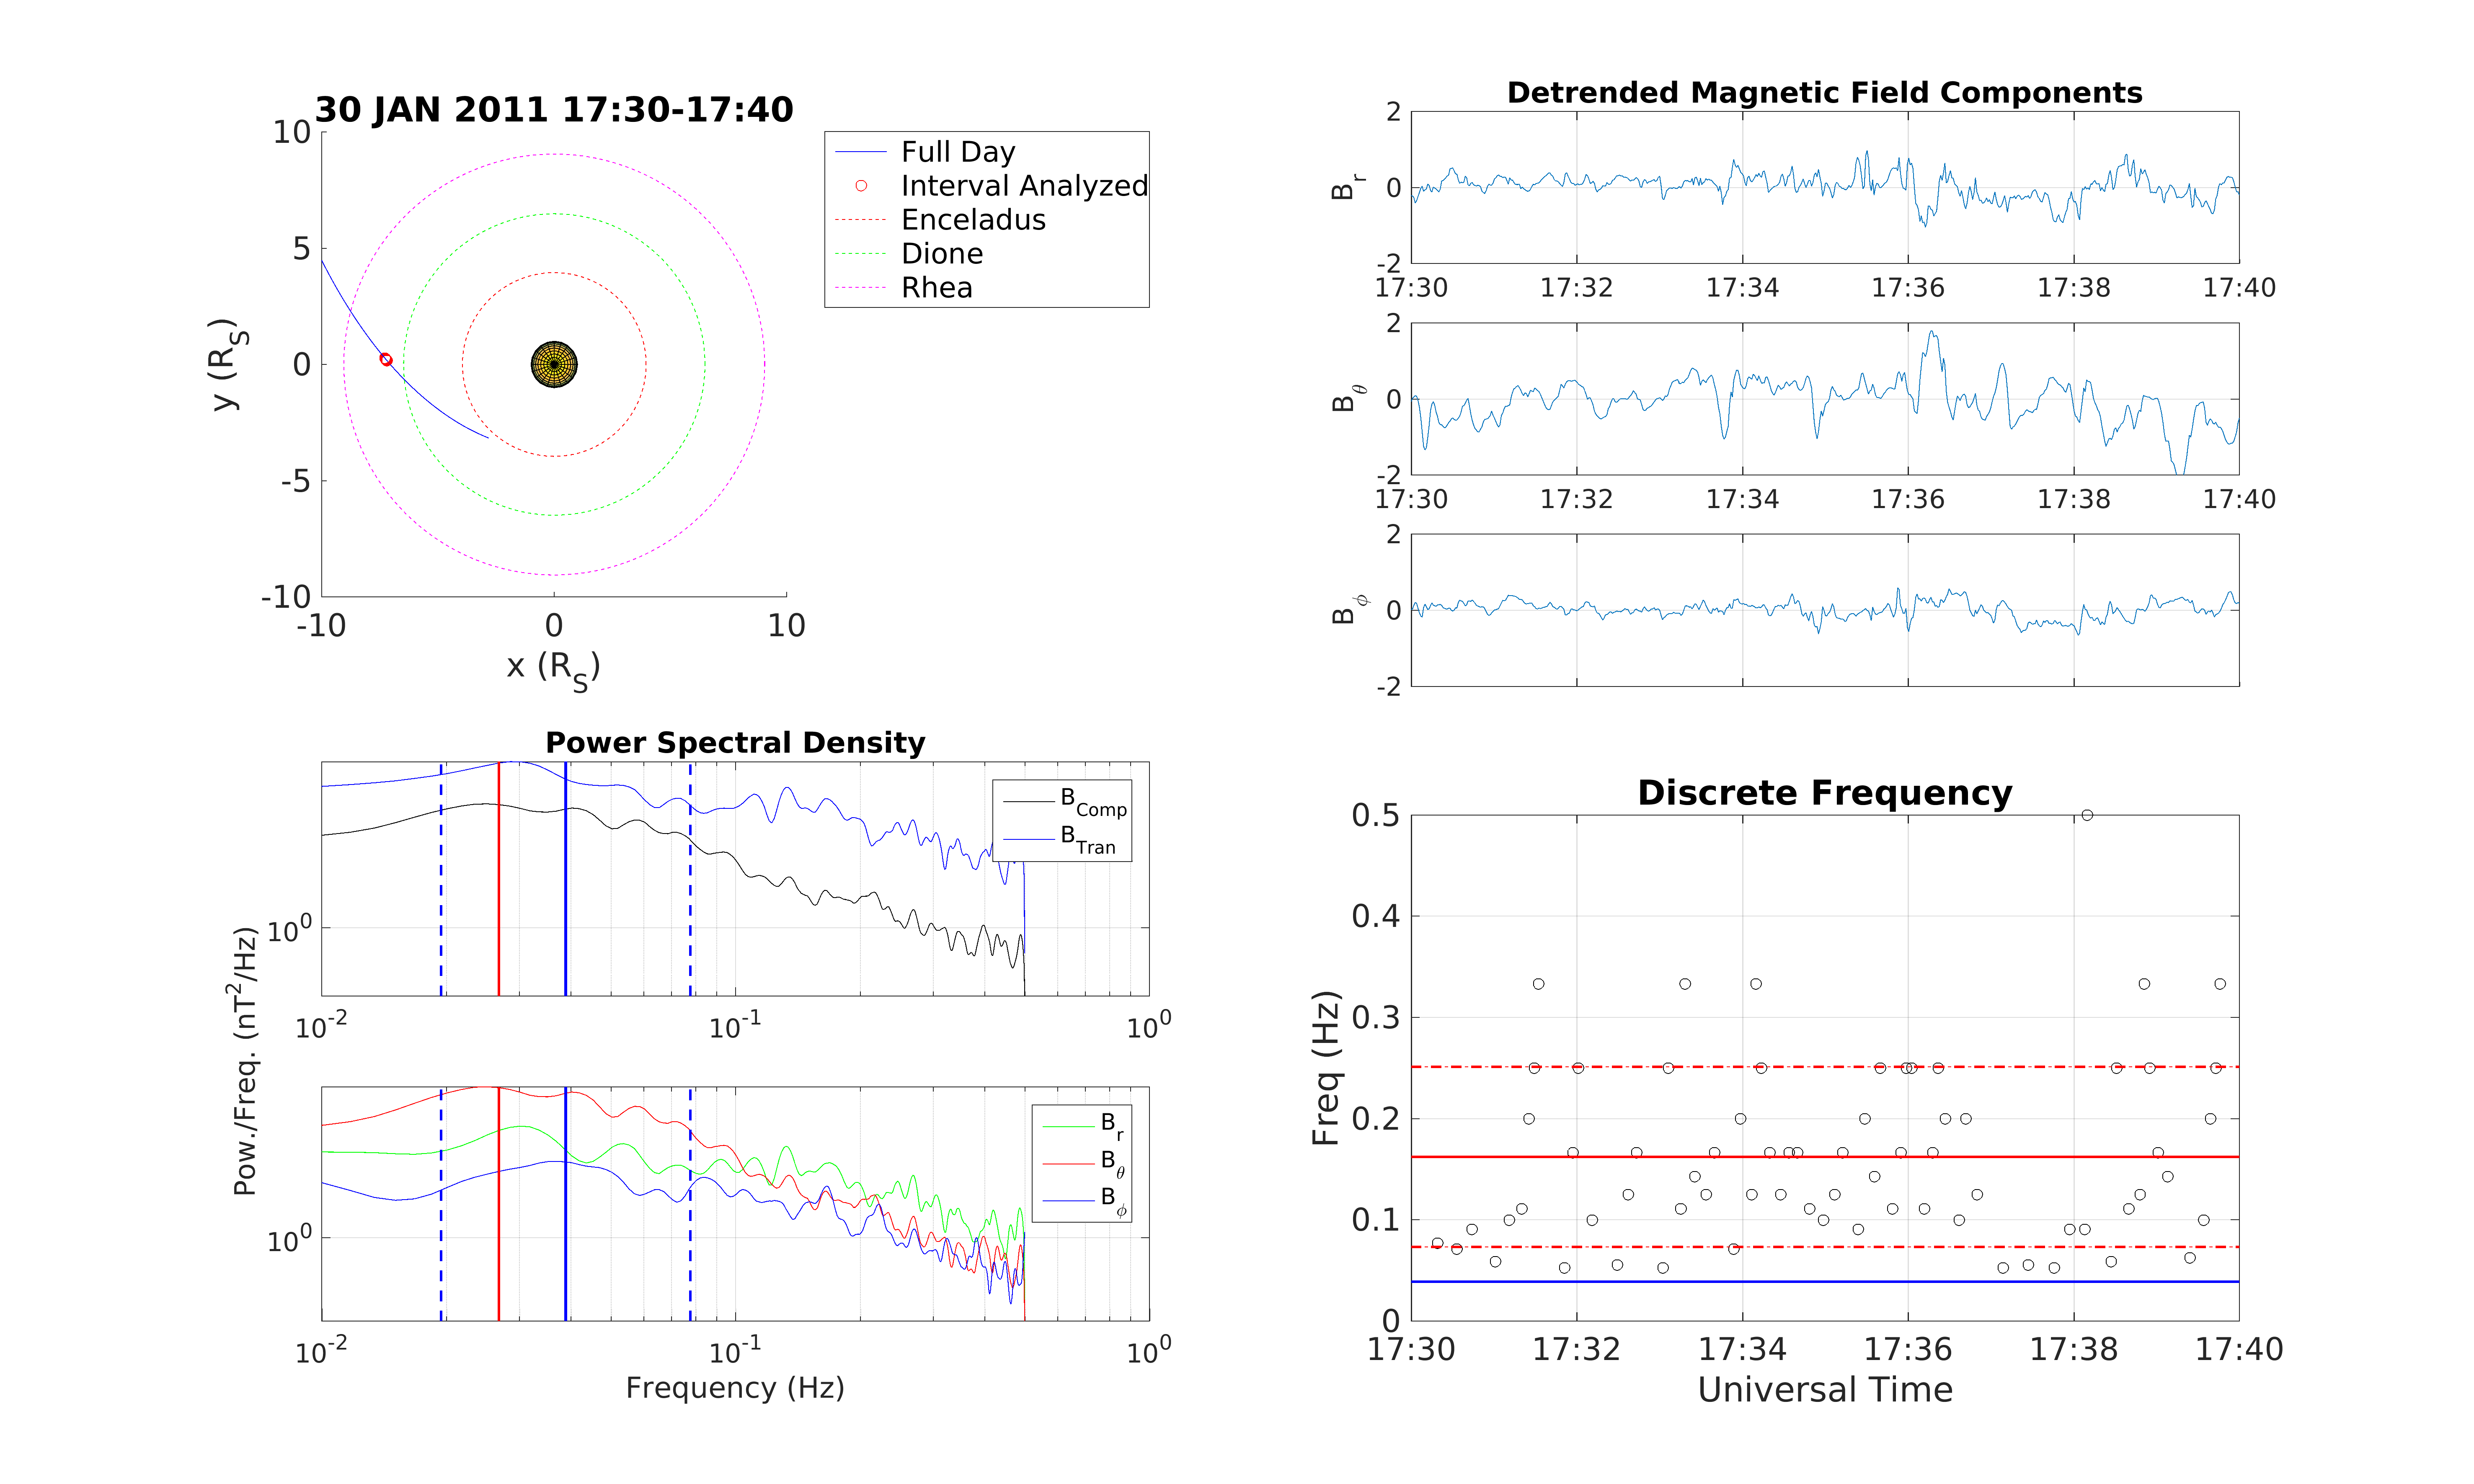 30 JAN 2011 17:30-17:40
10
5
0
-5
-10
-10 0 10
y (R_S)
x (R_S)
Full Day
Interval Analyzed
Enceladus
Dione
Rhea
Detrended Magnetic Field Components
B_r
2
0
-2
17:30 17:32 17:34 17:36 17:38 17:40
B_θ
2
0
-2
17:30 17:32 17:34 17:36 17:38 17:40
B_ϕ
2
0
-2
Power Spectral Density
B_Comp
B_Tran
10^0
10^-2 10^-1 10^0
Pow./Freq. (nT^2/Hz)
B_r
B_θ
B_ϕ
10^0
10^-2 10^-1 10^0
Frequency (Hz)
Discrete Frequency
Freq (Hz)
0.5
0.4
0.3
0.2
0.1
0
17:30 17:32 17:34 17:36 17:38 17:40
Universal Time